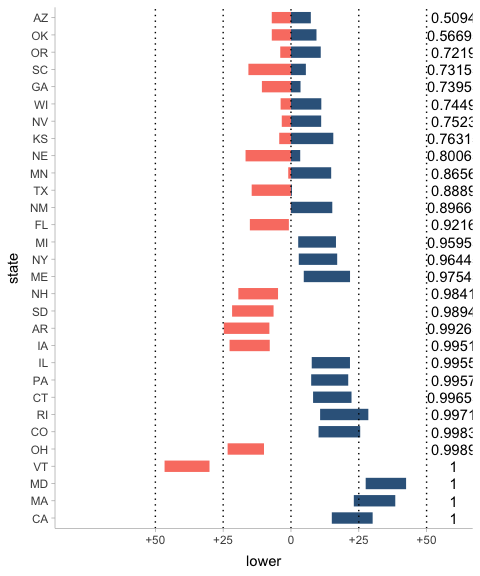 AZ 0.5094
OK 0.5669
OR 0.7219
SC 0.7315
GA 0.7395
WI 0.7449
NV 0.7523
KS 0.7631
NE 0.8006
MN 0.8656
TX 0.8889
NM 0.8966
FL 0.9216
MI 0.9595
NY 0.9644
ME 0.9754
NH 0.9841
SD 0.9894
AR 0.9926
IA 0.9951
IL 0.9955
PA 0.9957
CT 0.9965
RI 0.9971
CO 0.9983
OH 0.9989
VT 1
MD 1
MA 1
CA 1
state
+50 +25 0 +25 +50
lower